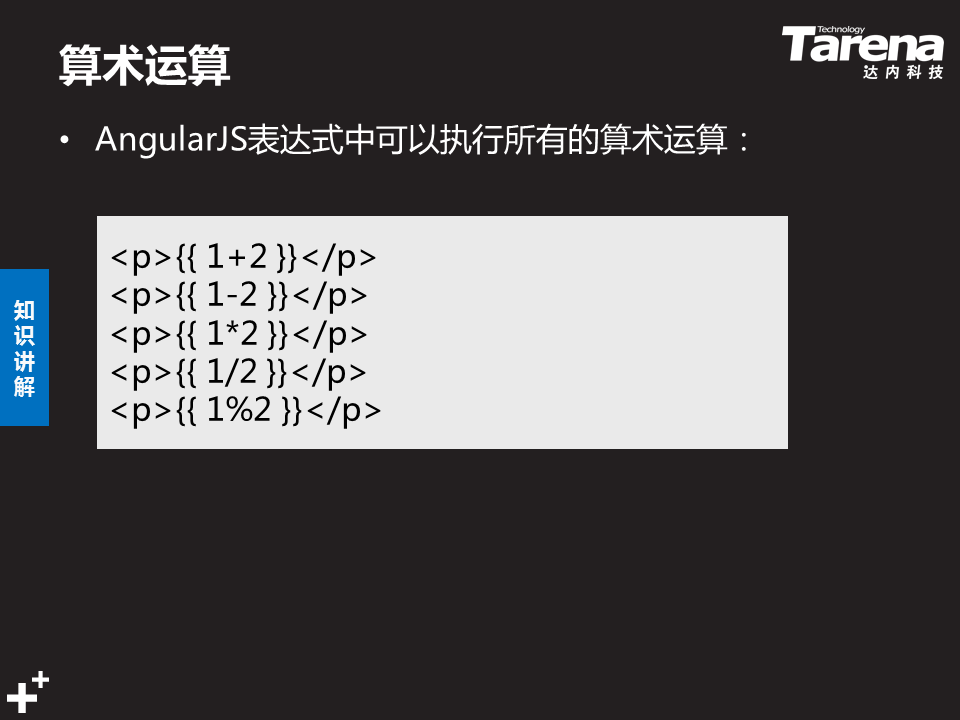 算术运算
Technology
Tarena
达内科技
• AngularJS表达式中可以执行所有的算术运算：
<p>{{ 1+2 }}</p>
<p>{{ 1-2 }}</p>
<p>{{ 1*2 }}</p>
<p>{{ 1/2 }}</p>
<p>{{ 1%2 }}</p>
知
识
讲
解